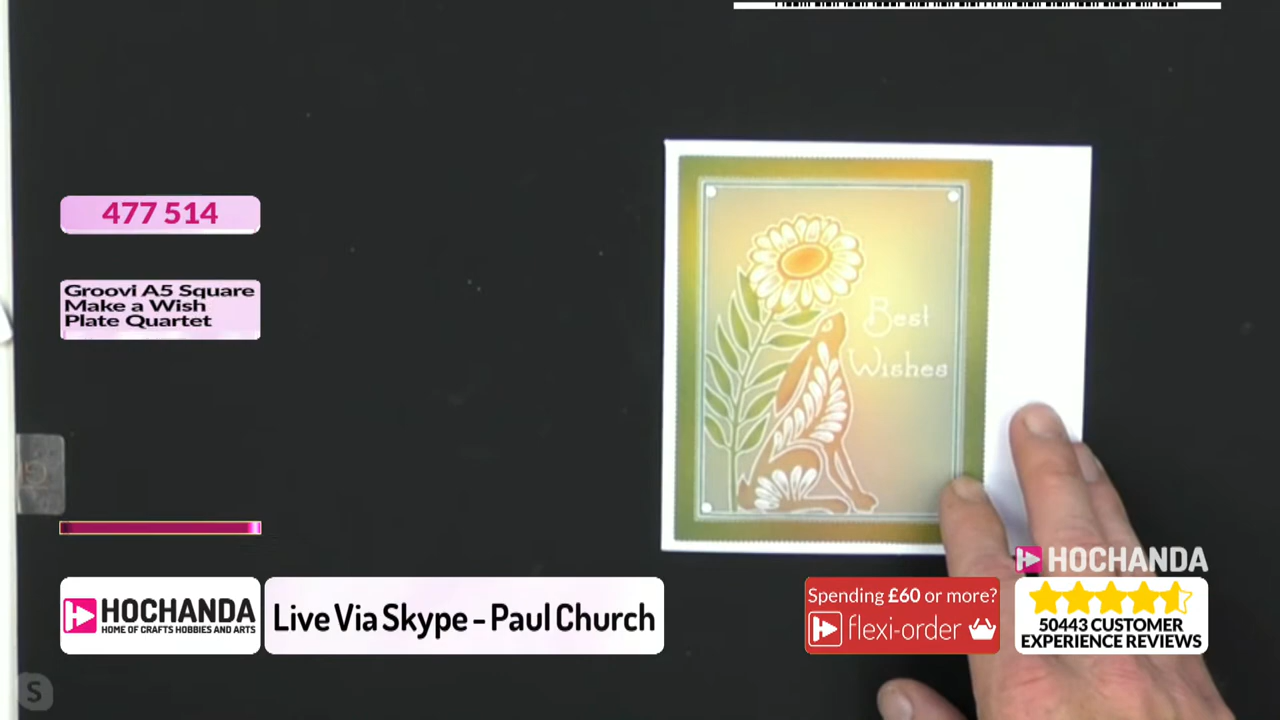 477 514
Groovi A5 Square
Make a Wish
Plate Quartet
Best
Wishes
HOCHANDA
HOME OF CRAFTS HOBBIES AND ARTS
Live Via Skype - Paul Church
Spending £60 or more?
flexi-order
HOCHANDA
50443 CUSTOMER
EXPERIENCE REVIEWS
S